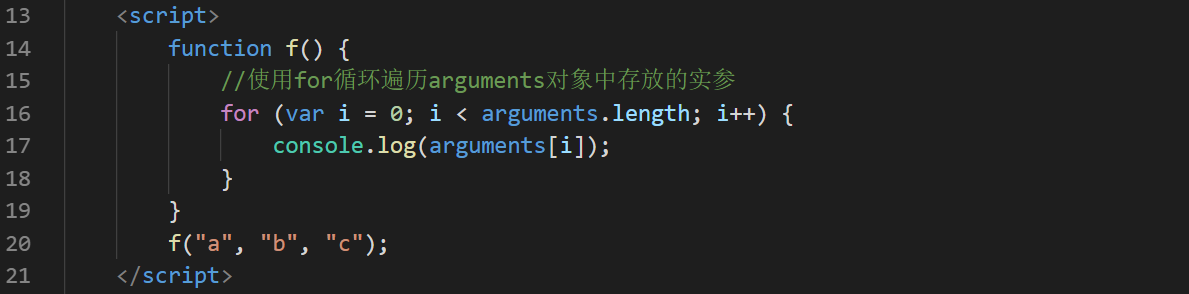 13 <script>
14 function f() {
15 //使用for循环遍历arguments对象中存放的实参
16 for (var i = 0; i < arguments.length; i++) {
17 console.log(arguments[i]);
18 }
19 }
20 f("a", "b", "c");
21 </script>